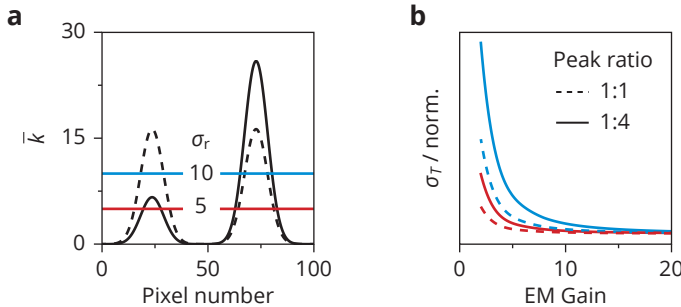 a
30
15
0
k̅
σr
10
5
0
50
100
Pixel number
b
σT / norm.
Peak ratio
1:1
1:4
0
10
20
EM Gain